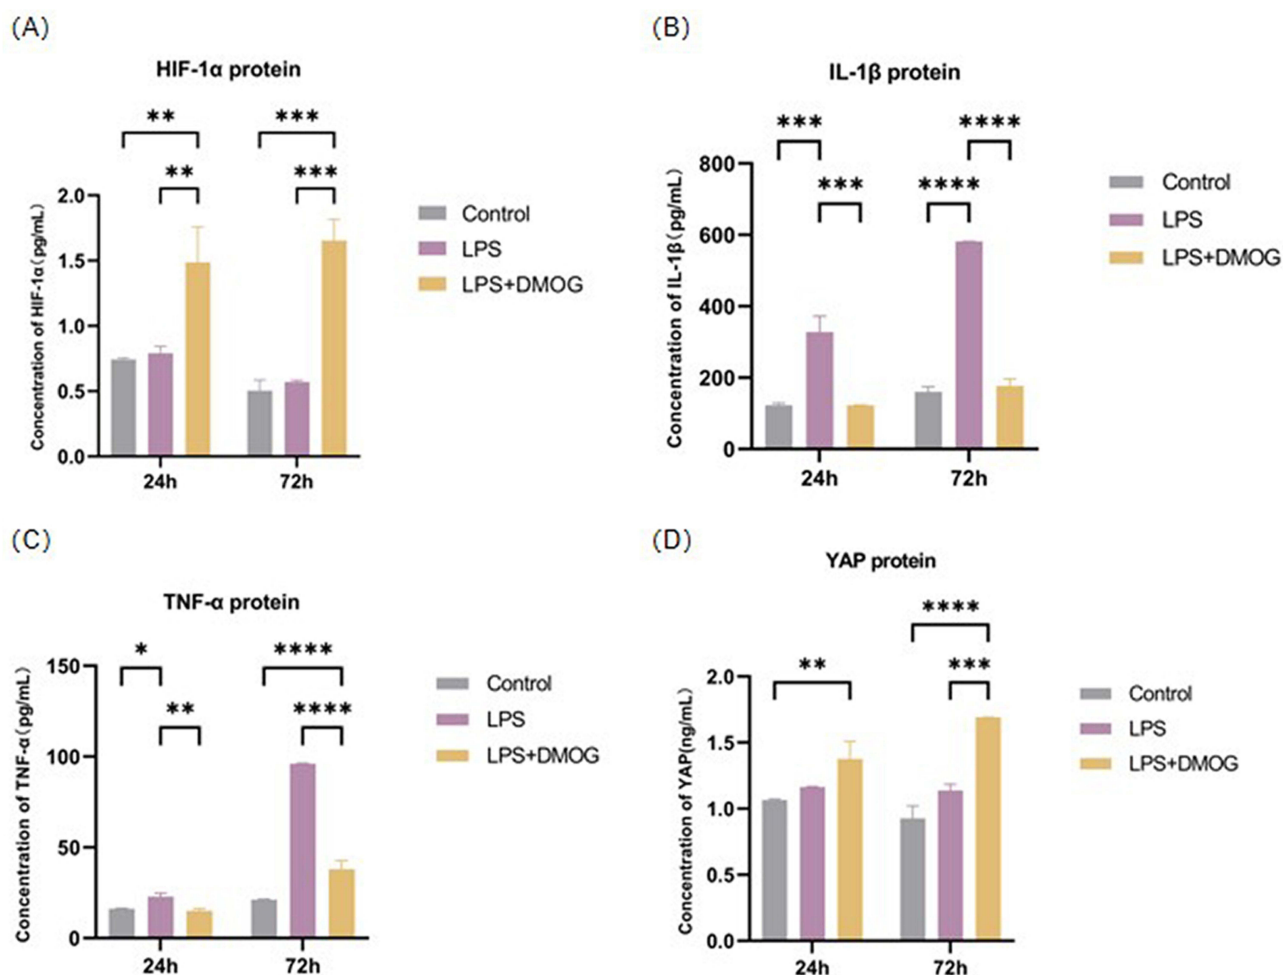 (A)
HIF-1α protein
** ***
** ***
Concentration of HIF-1α(pg/mL)
2.0
1.5
1.0
0.5
0.0
24h 72h
Control
LPS
LPS+DMOG
(B)
IL-1β protein
*** ****
*** ****
Concentration of IL-1β(pg/mL)
800
600
400
200
0
24h 72h
Control
LPS
LPS+DMOG
(C)
TNF-α protein
* ****
** ****
Concentration of TNF-α(pg/mL)
150
100
50
0
24h 72h
Control
LPS
LPS+DMOG
(D)
YAP protein
****
** ***
Concentration of YAP(ng/mL)
2.0
1.5
1.0
0.5
0.0
24h 72h
Control
LPS
LPS+DMOG